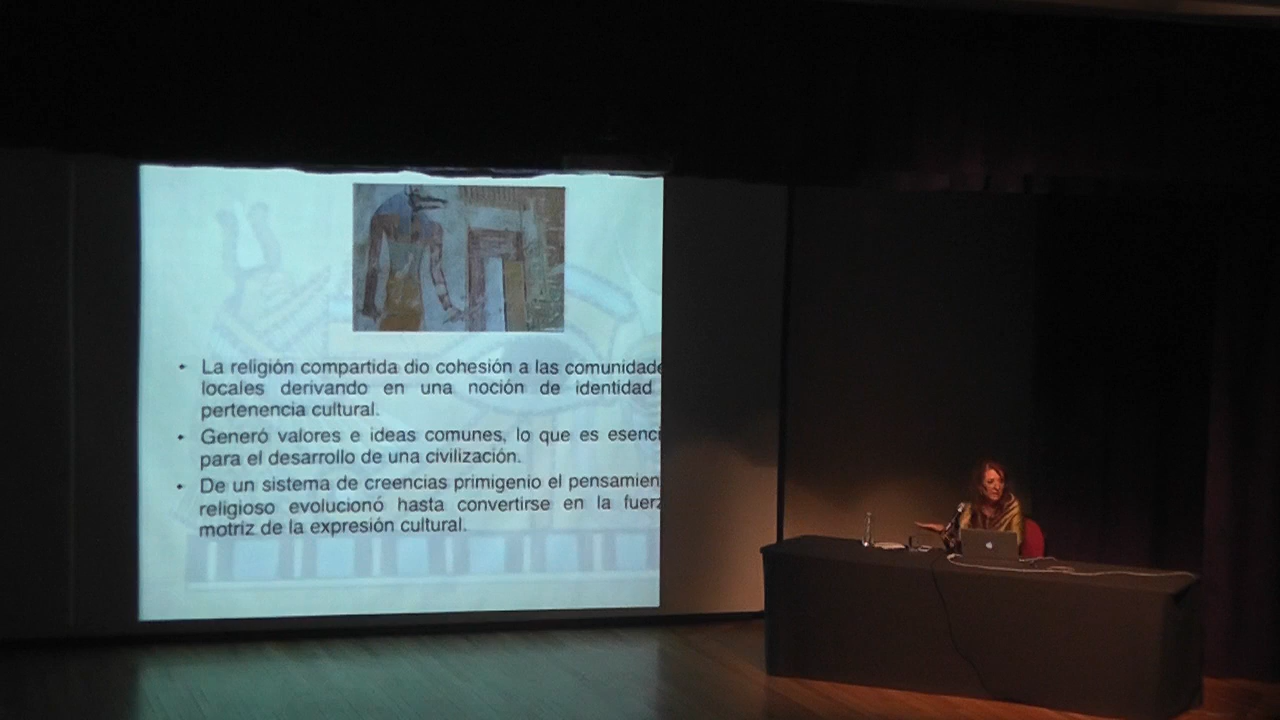 • La religión compartida dio cohesión a las comunidade
locales derivando en una noción de identidad
pertenencia cultural.
• Generó valores e ideas comunes, lo que es esenci
para el desarrollo de una civilización.
• De un sistema de creencias primigenio el pensamien
religioso evolucionó hasta convertirse en la fuerz
motriz de la expresión cultural.